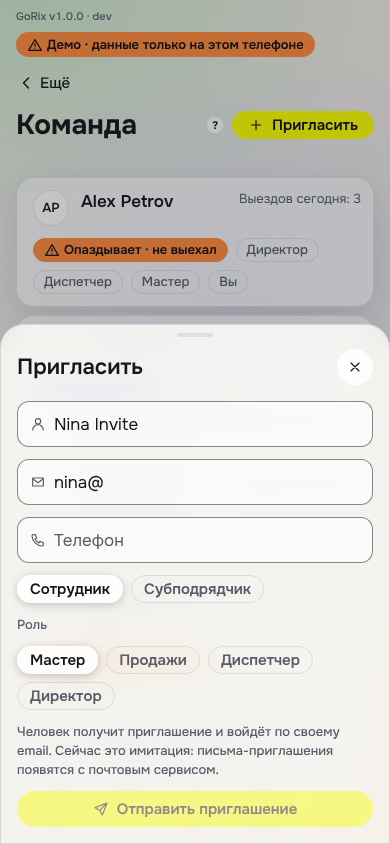 GoRix v1.0.0 · dev
Демо · данные только на этом телефоне
Ещё
Команда
?
Пригласить
AP
Alex Petrov
Выездов сегодня: 3
Опаздывает · не выехал
Директор
Диспетчер
Мастер
Вы
Пригласить
Nina Invite
nina@
Телефон
Сотрудник
Субподрядчик
Роль
Мастер
Продажи
Диспетчер
Директор
Человек получит приглашение и войдёт по своему
email. Сейчас это имитация: письма-приглашения
появятся с почтовым сервисом.
Отправить приглашение